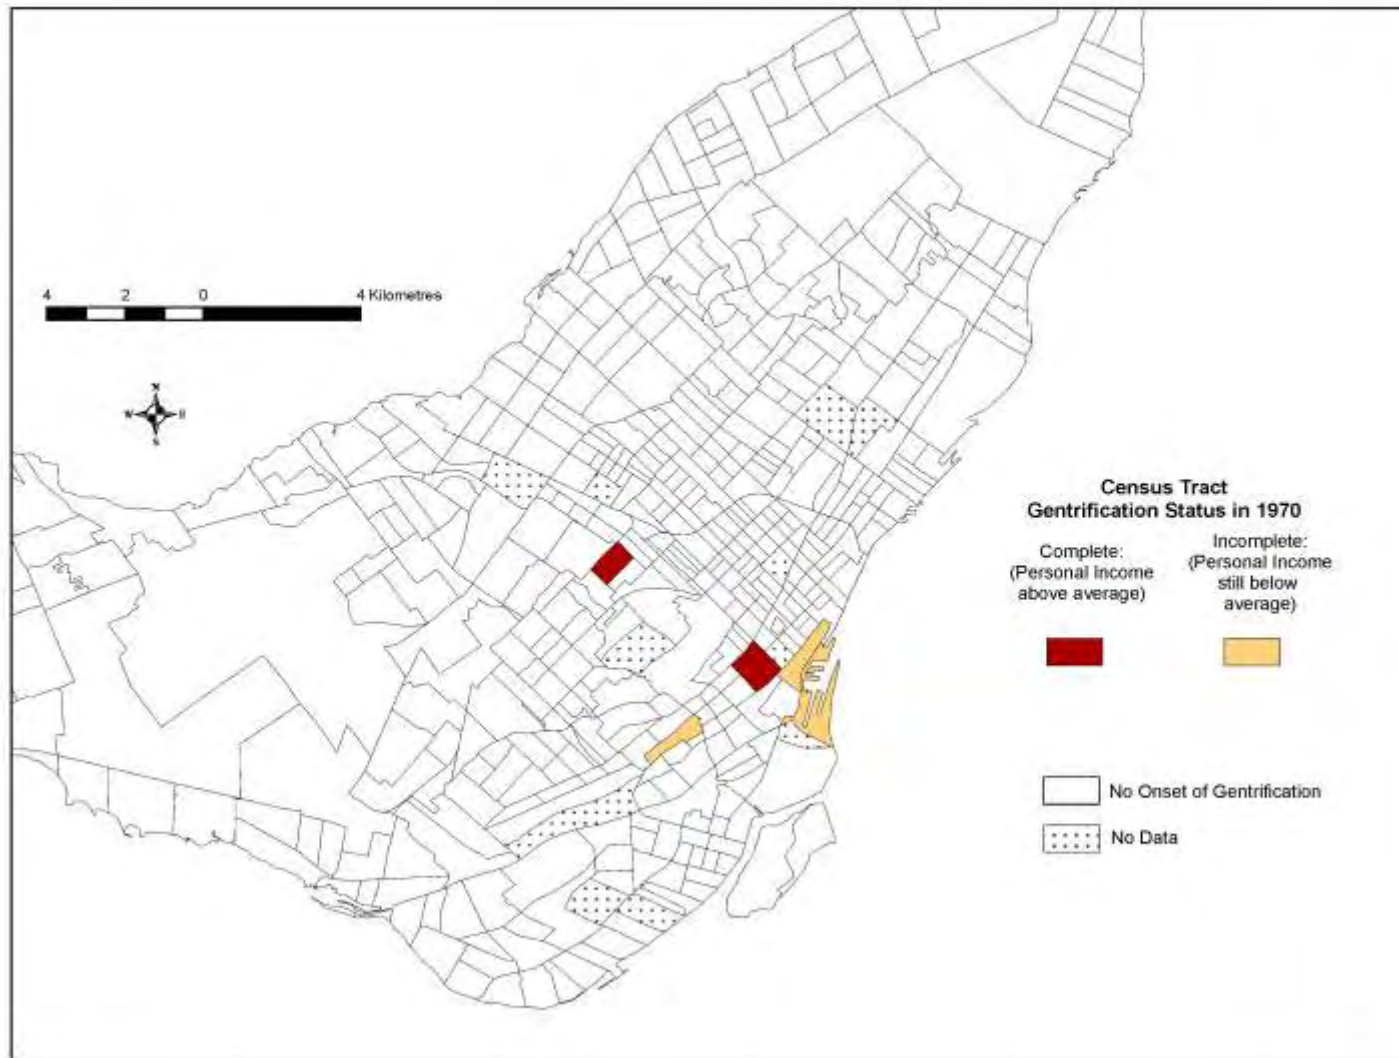 4 2 0 4 Kilometres
N
W E
S
Census Tract
Gentrification Status in 1970
Complete:
(Personal Income
above average)
Incomplete:
(Personal Income
still below
average)
No Onset of Gentrification
No Data